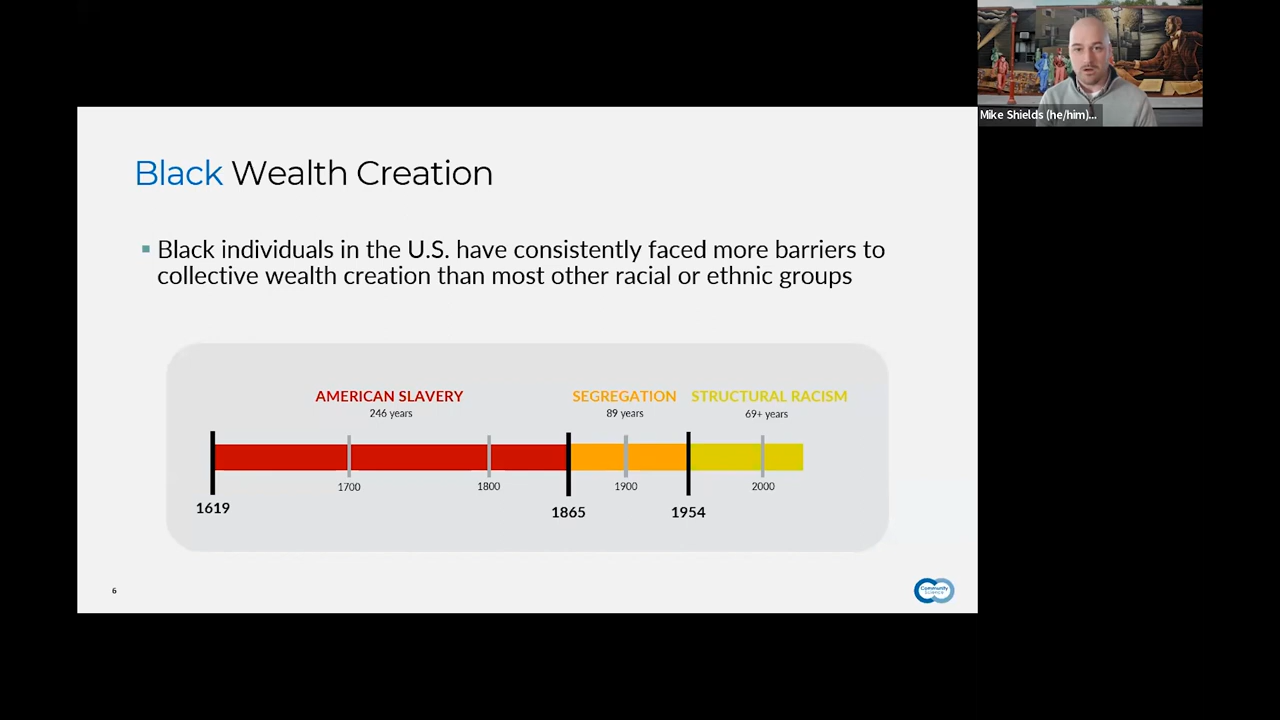 Mike Shields (he/him)...
Black Wealth Creation
Black individuals in the U.S. have consistently faced more barriers to
collective wealth creation than most other racial or ethnic groups
AMERICAN SLAVERY
246 years
SEGREGATION
89 years
STRUCTURAL RACISM
69+ years
1700
1800
1900
2000
1619
1865
1954
6
Community
Science